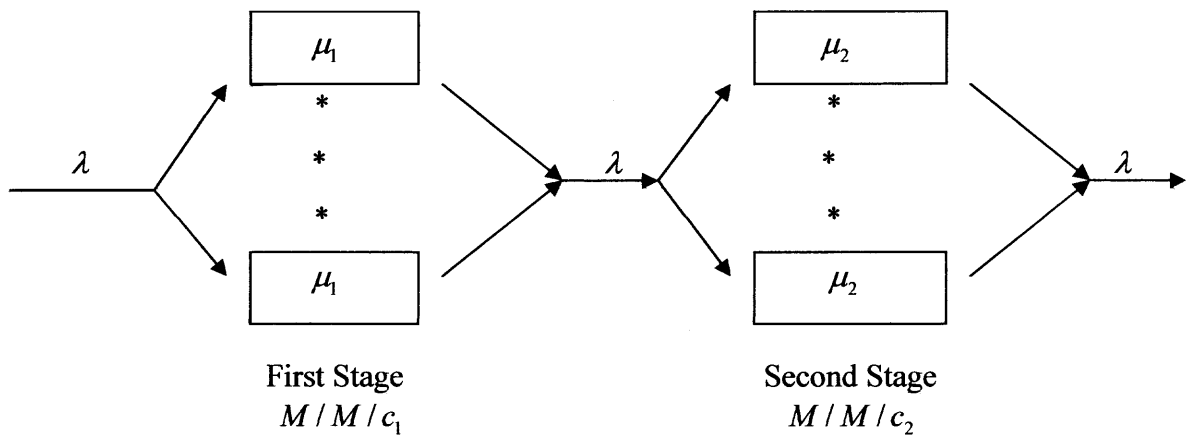 μ₁ μ₂
* *
λ * λ * λ
* *
μ₁ μ₂
First Stage Second Stage
M / M / c₁ M / M / c₂